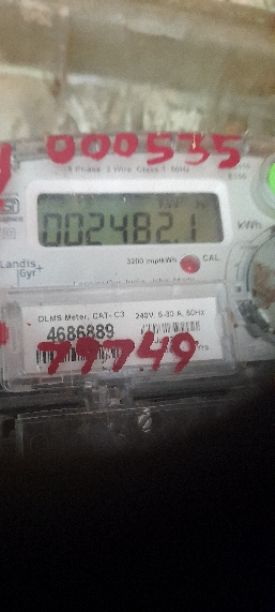 000535
1 Phase 2 Wire Class 1 50Hz
002482.1
kWh
3200 imp/kWh
CAL
Landis
Gyr+
DLMS Meter, CAT- C3 240V 5-30 A, 50Hz
4686889
79749